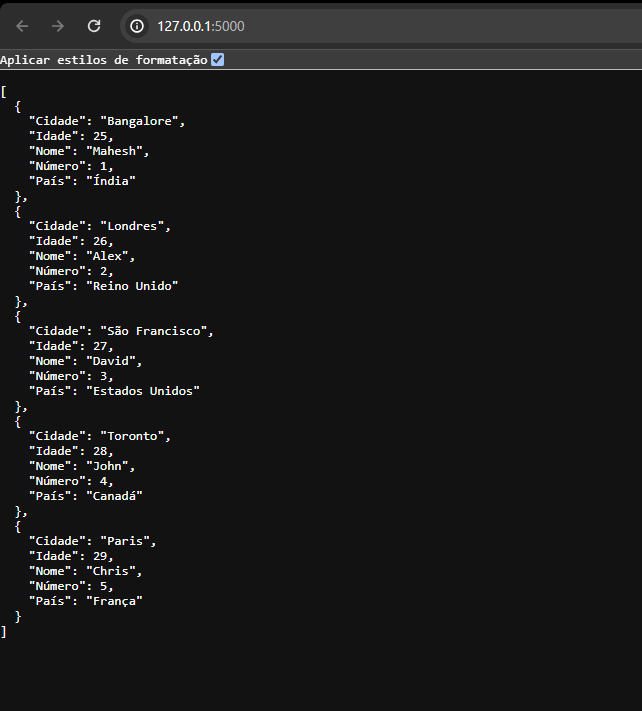 127.0.0.1:5000
Aplicar estilos de formatação
[
  {
    "Cidade": "Bangalore",
    "Idade": 25,
    "Nome": "Mahesh",
    "Número": 1,
    "País": "Índia"
  },
  {
    "Cidade": "Londres",
    "Idade": 26,
    "Nome": "Alex",
    "Número": 2,
    "País": "Reino Unido"
  },
  {
    "Cidade": "São Francisco",
    "Idade": 27,
    "Nome": "David",
    "Número": 3,
    "País": "Estados Unidos"
  },
  {
    "Cidade": "Toronto",
    "Idade": 28,
    "Nome": "John",
    "Número": 4,
    "País": "Canadá"
  },
  {
    "Cidade": "Paris",
    "Idade": 29,
    "Nome": "Chris",
    "Número": 5,
    "País": "França"
  }
]